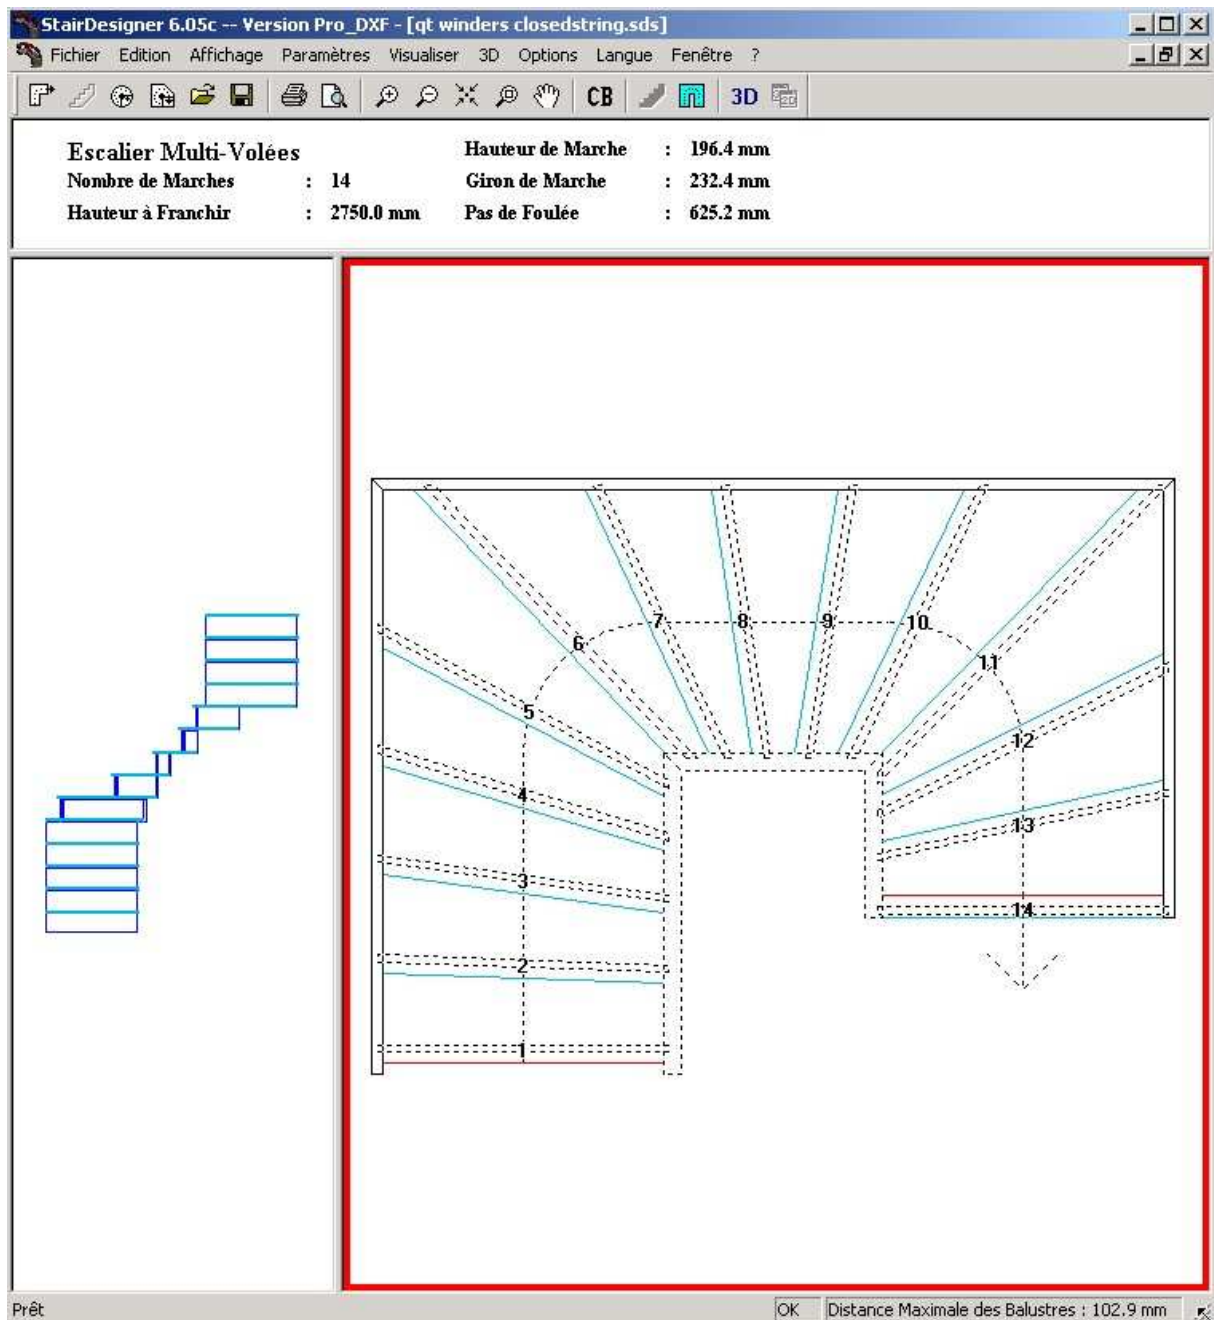 StairDesigner 6.05c -- Version Pro_DXF - [qt winders closedstring.sds]
Fichier Edition Affichage Paramètres Visualiser 3D Options Langue Fenêtre ?
CB 3D
Escalier Multi-Volées
Hauteur de Marche : 196.4 mm
Nombre de Marches : 14
Giron de Marche : 232.4 mm
Hauteur à Franchir : 2750.0 mm
Pas de Foulée : 625.2 mm
1
2
3
4
5
6
7
8
9
10
11
12
13
14
Prêt
OK
Distance Maximale des Balustres : 102.9 mm